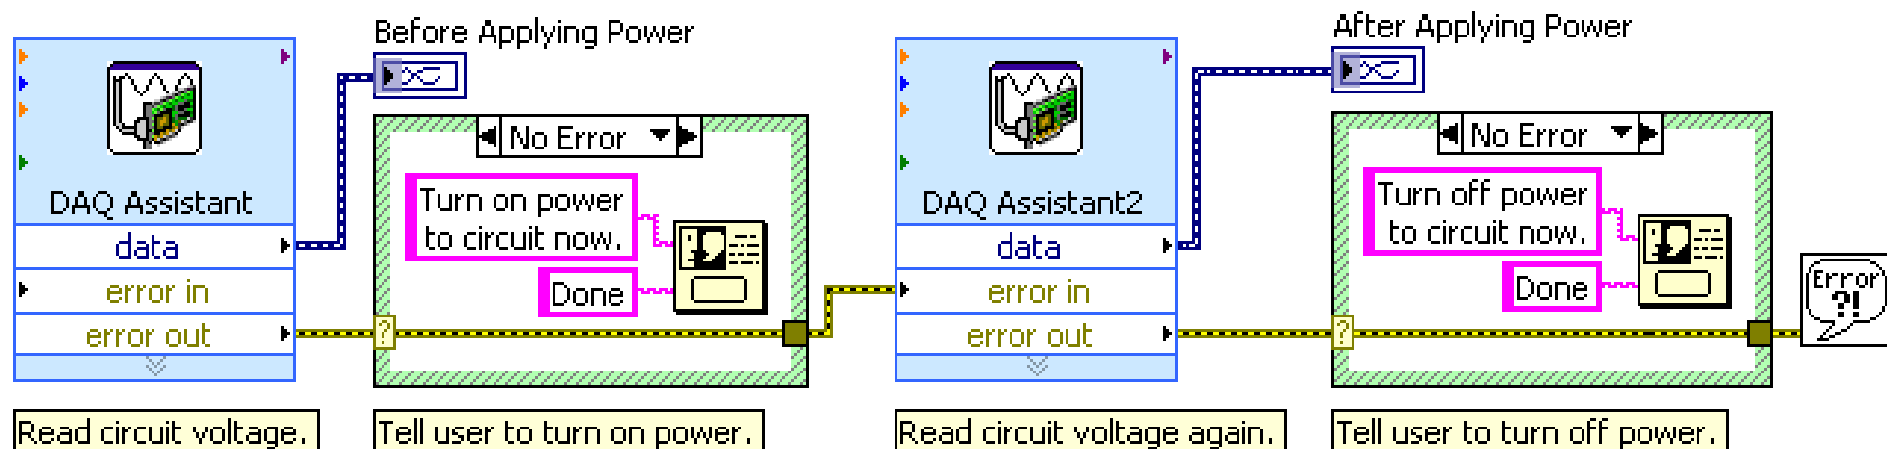 Before Applying Power
DAQ Assistant
data
error in
error out
No Error
Turn on power
to circuit now.
Done
?
After Applying Power
DAQ Assistant2
data
error in
error out
No Error
Turn off power
to circuit now.
Done
?
Error
?!
Read circuit voltage.
Tell user to turn on power.
Read circuit voltage again.
Tell user to turn off power.